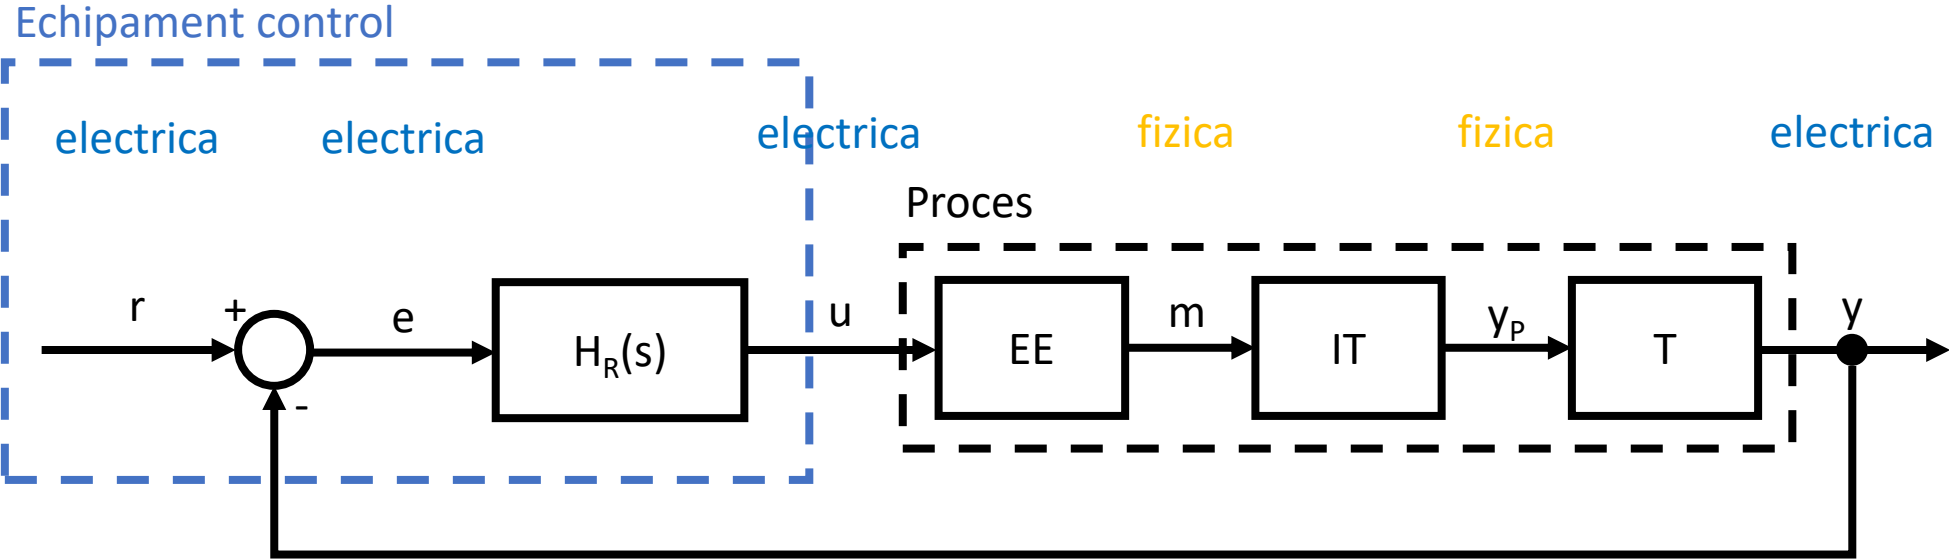 Echipament control
electrica electrica electrica fizica fizica electrica
Proces
r + e u m yP y
HR(s) EE IT T
-